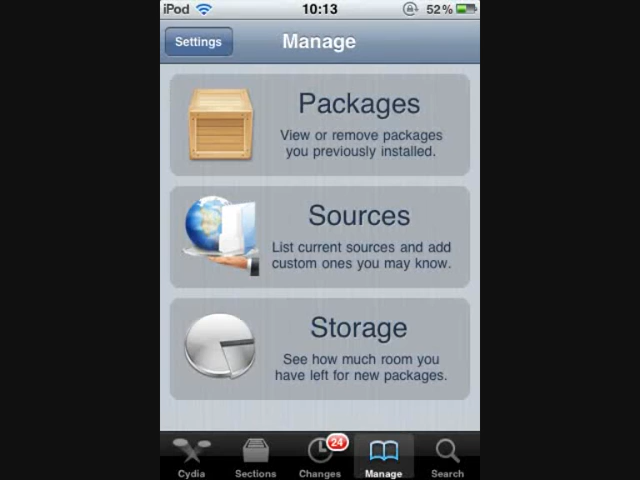 iPod 10:13 52%
Settings Manage
Packages
View or remove packages
you previously installed.
Sources
List current sources and add
custom ones you may know.
Storage
See how much room you
have left for new packages.
24
Cydia Sections Changes Manage Search